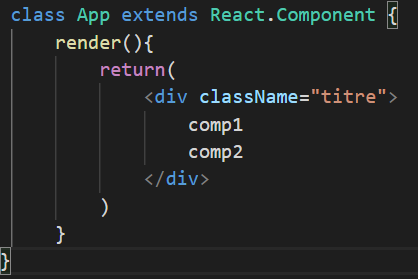 class App extends React.Component {
render(){
return(
<div className="titre">
comp1
comp2
</div>
)
}
}